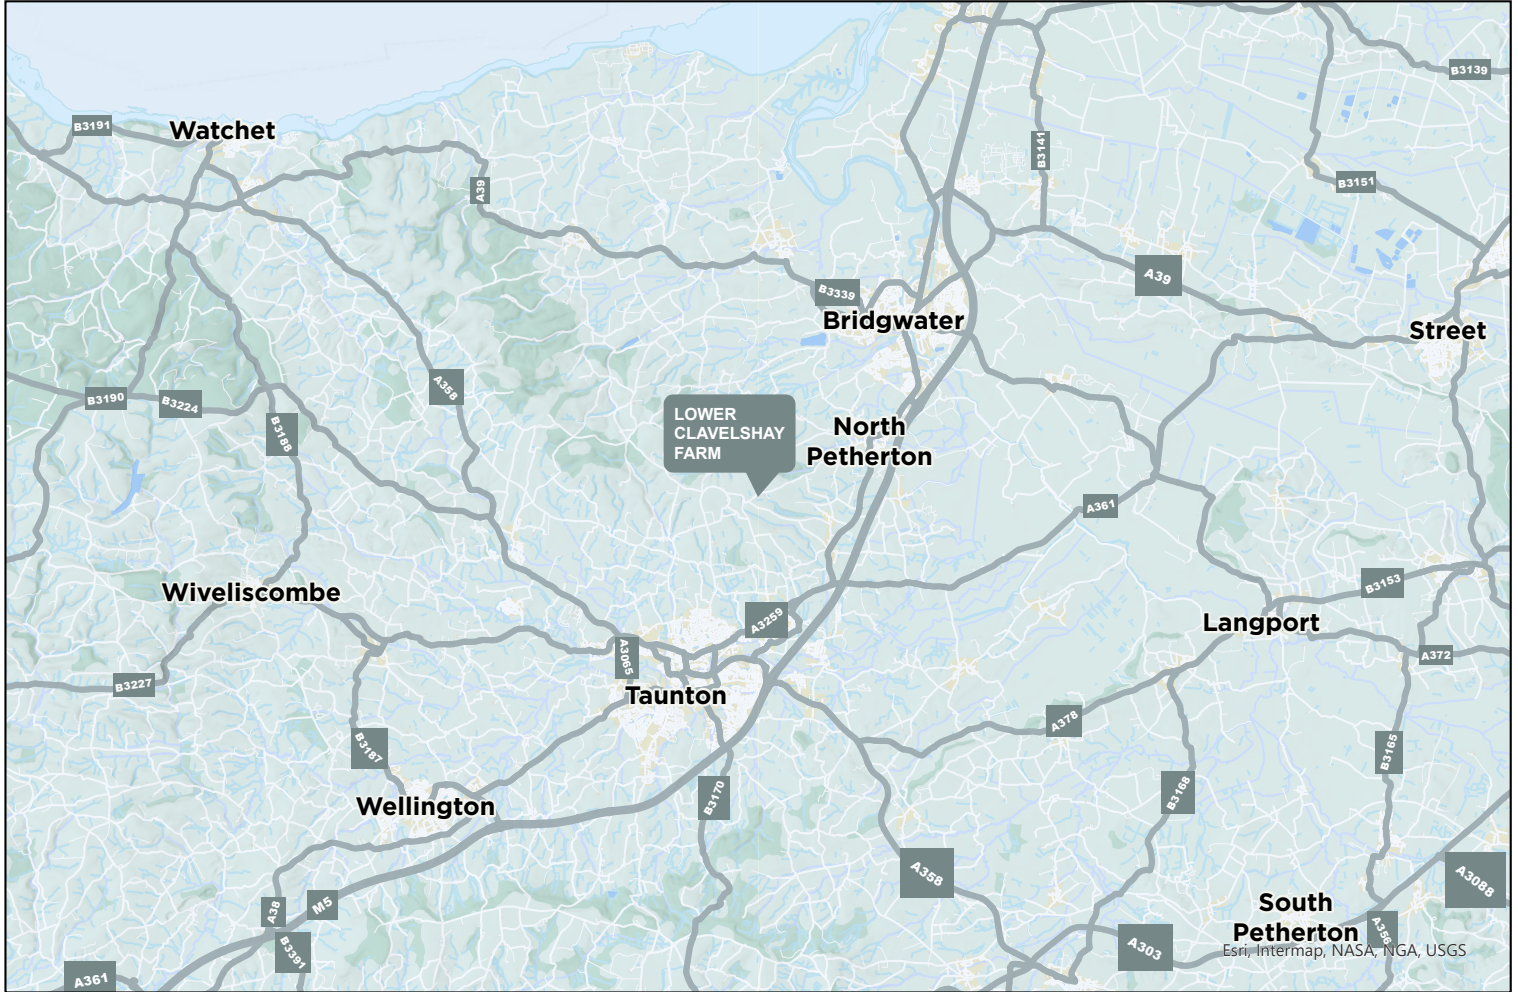 B3139
B3191
Watchet
B3141
A39
B3151
A39
B3339
Bridgwater
Street
A358
B3190
B3224
B3188
LOWER
CLAVELSHAY
FARM
North
Petherton
A361
Wiveliscombe
B3153
A3259
Langport
A3065
A372
B3227
Taunton
A378
B3187
B3165
B3170
B3168
Wellington
A358
A3088
M5
A38
South
Petherton
A356
B3391
A303
Esri, Intermap, NASA, NGA, USGS
A361